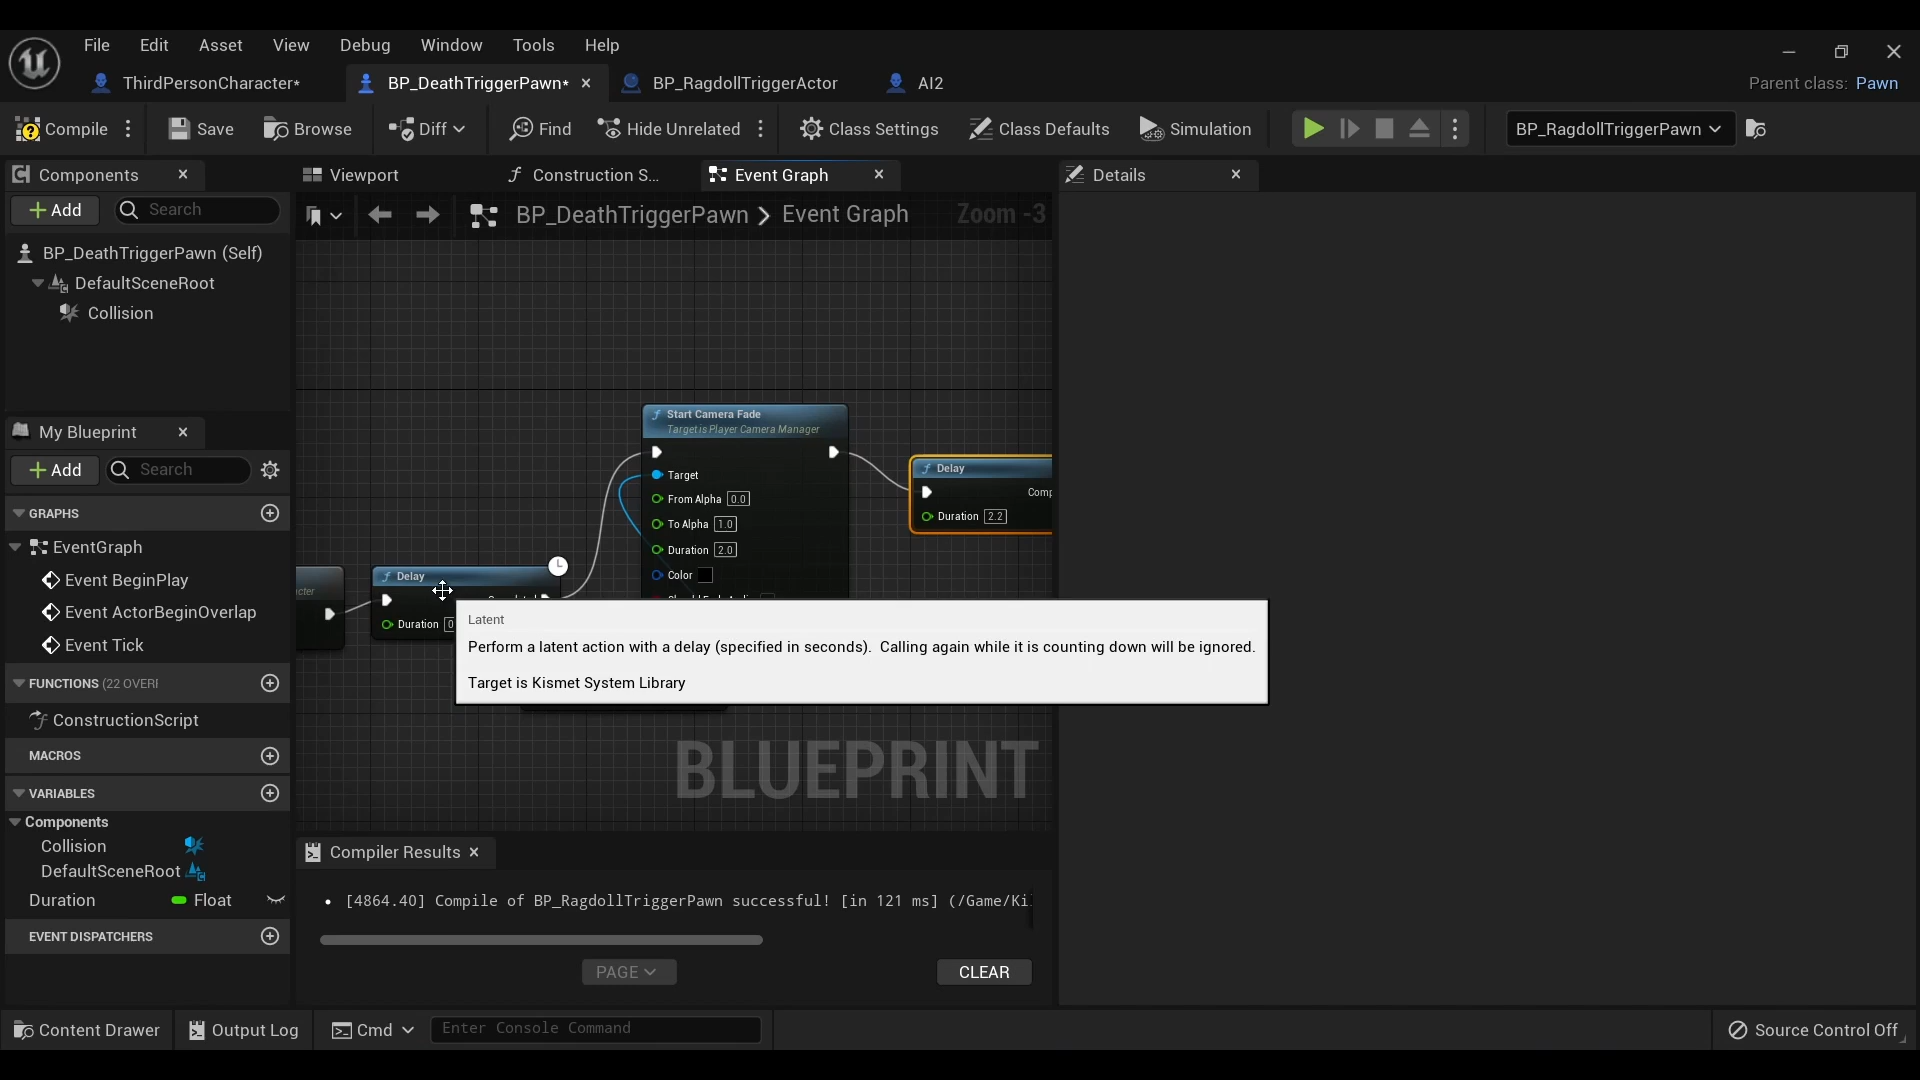 File Edit Asset View Debug Window Tools Help
ThirdPersonCharacter*
BP_DeathTriggerPawn*
BP_RagdollTriggerActor
AI2
Parent class: Pawn
Compile
Save
Browse
Diff
Find
Hide Unrelated
Class Settings
Class Defaults
Simulation
BP_RagdollTriggerPawn
Components
Add
Search
BP_DeathTriggerPawn (Self)
DefaultSceneRoot
Collision
My Blueprint
Add
Search
GRAPHS
EventGraph
Event BeginPlay
Event ActorBeginOverlap
Event Tick
FUNCTIONS (22 OVERI
ConstructionScript
MACROS
VARIABLES
Components
Collision
DefaultSceneRoot
Duration Float
EVENT DISPATCHERS
Viewport
Construction S...
Event Graph
BP_DeathTriggerPawn > Event Graph
Zoom -3
Start Camera Fade
Target is Player Camera Manager
Target
From Alpha 0.0
To Alpha 1.0
Duration 2.0
Color
Delay
Comp
Duration 2.2
cter
Delay
Duration 0
Latent
Perform a latent action with a delay (specified in seconds). Calling again while it is counting down will be ignored.
Target is Kismet System Library
BLUEPRINT
Compiler Results
[4864.40] Compile of BP_RagdollTriggerPawn successful! [in 121 ms] (/Game/Ki
PAGE
CLEAR
Details
Content Drawer
Output Log
Cmd
Enter Console Command
Source Control Off